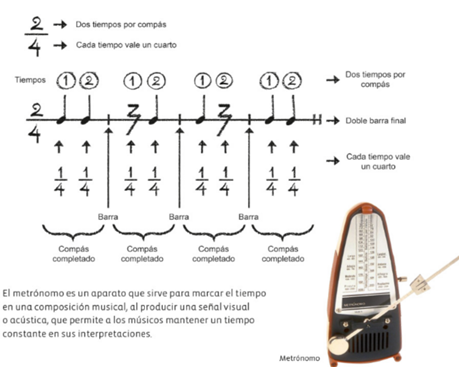 2 → Dos tiempos por compás
4 → Cada tiempo vale un cuarto
Tiempos 1 2 1 2 1 2 1 2 → Dos tiempos por
compás
2
4 → Doble barra final
→ Cada tiempo vale
un cuarto
1 1 1 1 1 1 1 1
4 4 4 4 4 4 4 4
Barra Barra Barra
Compás Compás Compás Compás
completado completado completado completado
El metrónomo es un aparato que sirve para marcar el tiempo
en una composición musical, al producir una señal visual
o acústica, que permite a los músicos mantener un tiempo
constante en sus interpretaciones.
Metrónomo